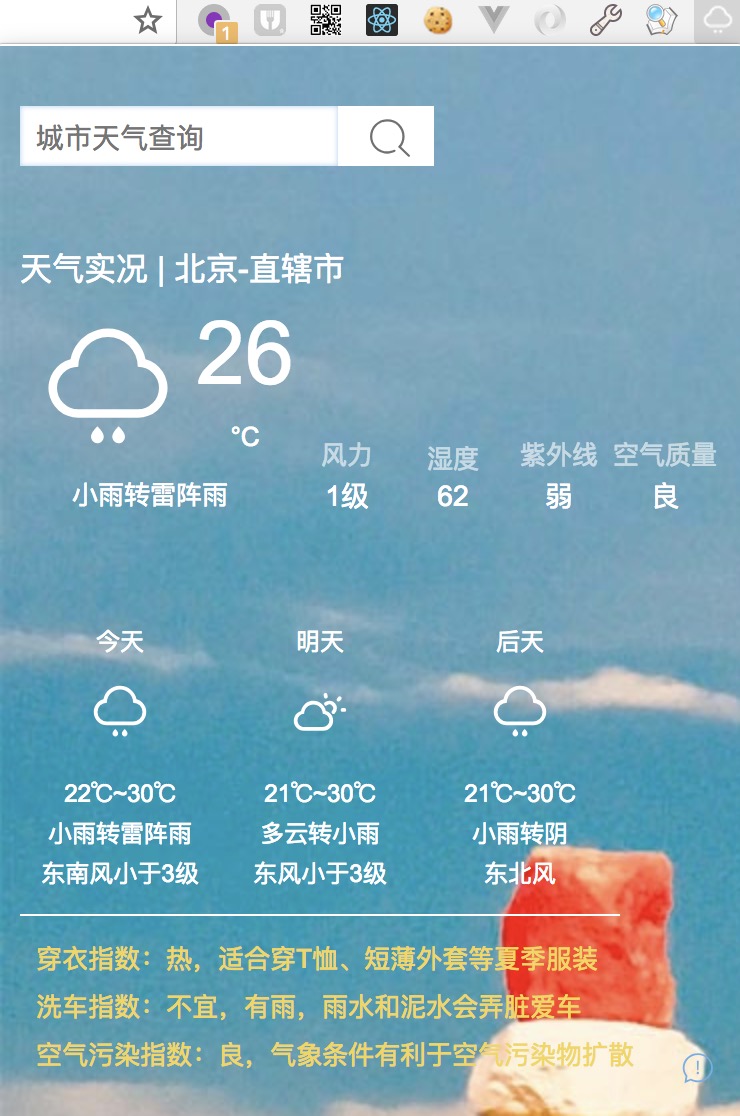 1
城市天气查询
天气实况 | 北京-直辖市
26
℃
小雨转雷阵雨
风力 湿度 紫外线 空气质量
1级 62 弱 良
今天 明天 后天
22℃~30℃ 21℃~30℃ 21℃~30℃
小雨转雷阵雨 多云转小雨 小雨转阴
东南风小于3级 东风小于3级 东北风
穿衣指数：热，适合穿T恤、短薄外套等夏季服装
洗车指数：不宜，有雨，雨水和泥水会弄脏爱车
空气污染指数：良，气象条件有利于空气污染物扩散